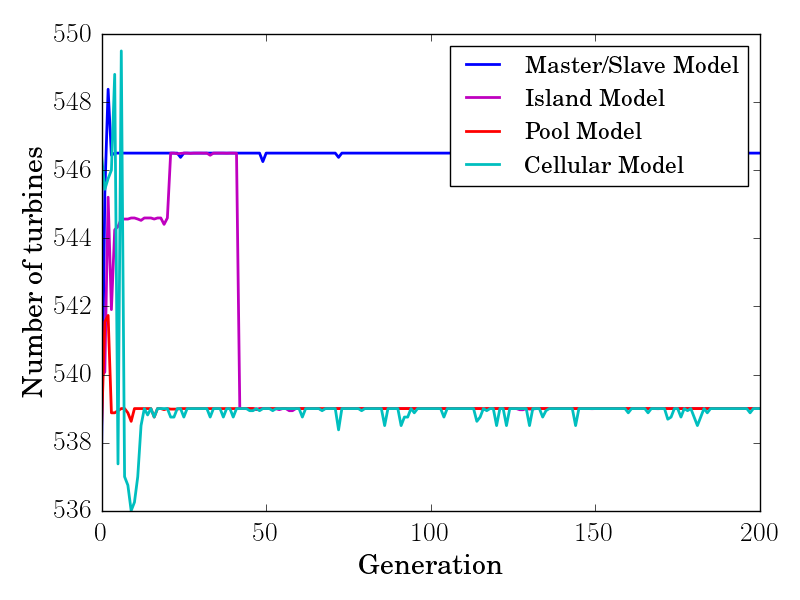 550
548
546
544
542
540
538
536
0
50
100
150
200
Number of turbines
Generation
Master/Slave Model
Island Model
Pool Model
Cellular Model